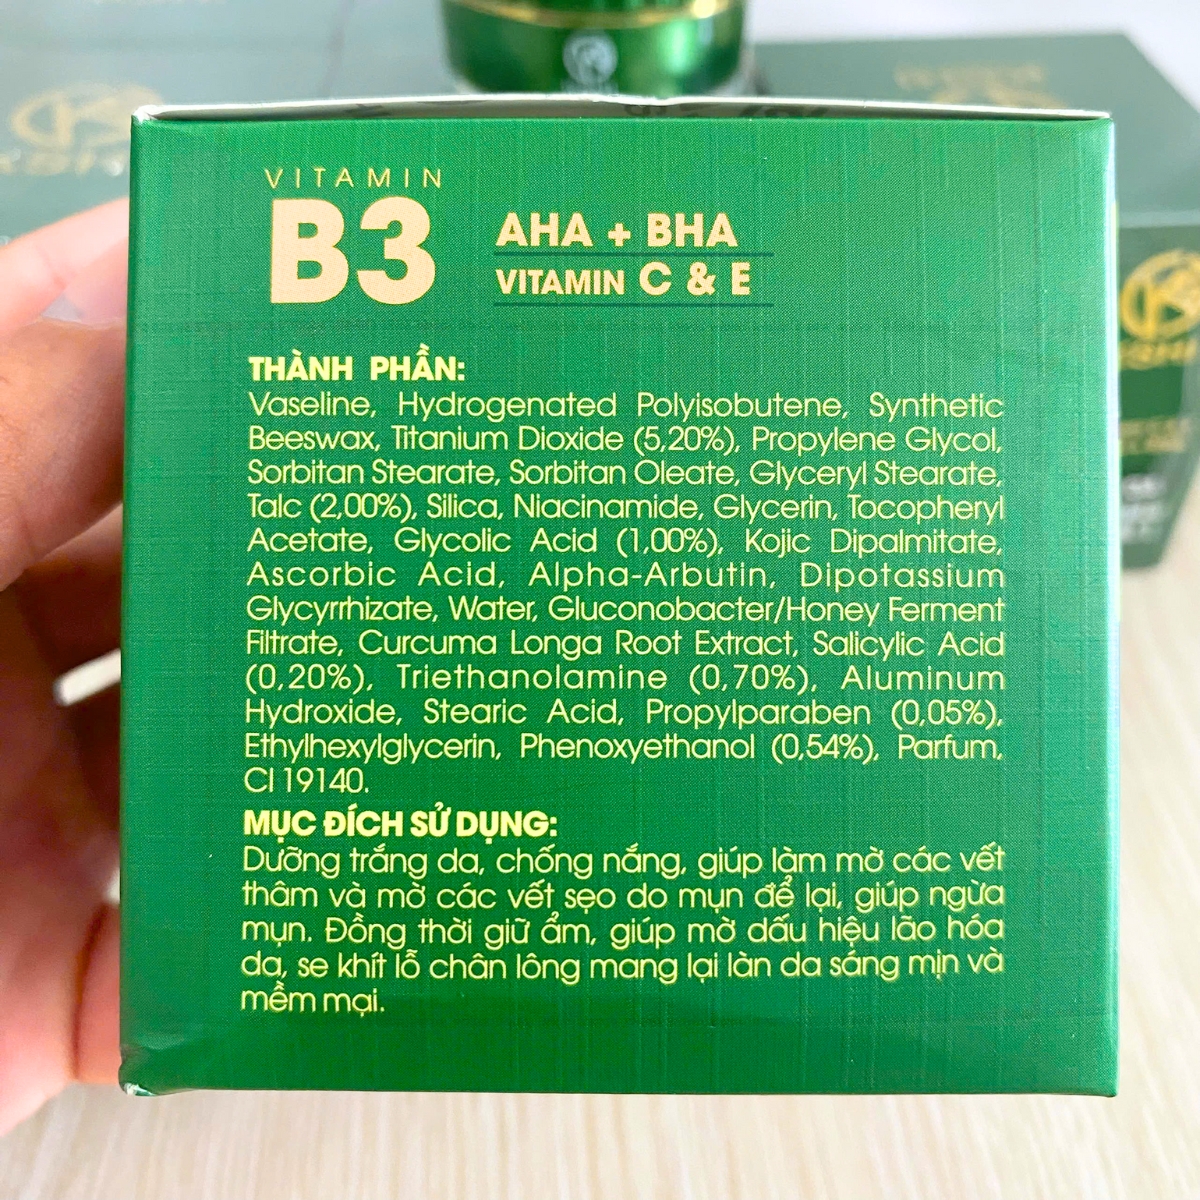 VITAMIN
B3
AHA + BHA
VITAMIN C & E
THÀNH PHẦN:
Vaseline, Hydrogenated Polyisobutene, Synthetic
Beeswax, Titanium Dioxide (5,20%), Propylene Glycol,
Sorbitan Stearate, Sorbitan Oleate, Glyceryl Stearate,
Talc (2,00%), Silica, Niacinamide, Glycerin, Tocopheryl
Acetate, Glycolic Acid (1,00%), Kojic Dipalmitate,
Ascorbic Acid, Alpha-Arbutin, Dipotassium
Glycyrrhizate, Water, Gluconobacter/Honey Ferment
Filtrate, Curcuma Longa Root Extract, Salicylic Acid
(0,20%), Triethanolamine (0,70%), Aluminum
Hydroxide, Stearic Acid, Propylparaben (0,05%),
Ethylhexylglycerin, Phenoxyethanol (0,54%), Parfum,
CI 19140.
MỤC ĐÍCH SỬ DỤNG:
Dưỡng trắng da, chống nắng, giúp làm mờ các vết
thâm và mờ các vết sẹo do mụn để lại, giúp ngừa
mụn. Đồng thời giữ ẩm, giúp mờ dấu hiệu lão hóa
da, se khít lỗ chân lông mang lại làn da sáng mịn và
mềm mại.